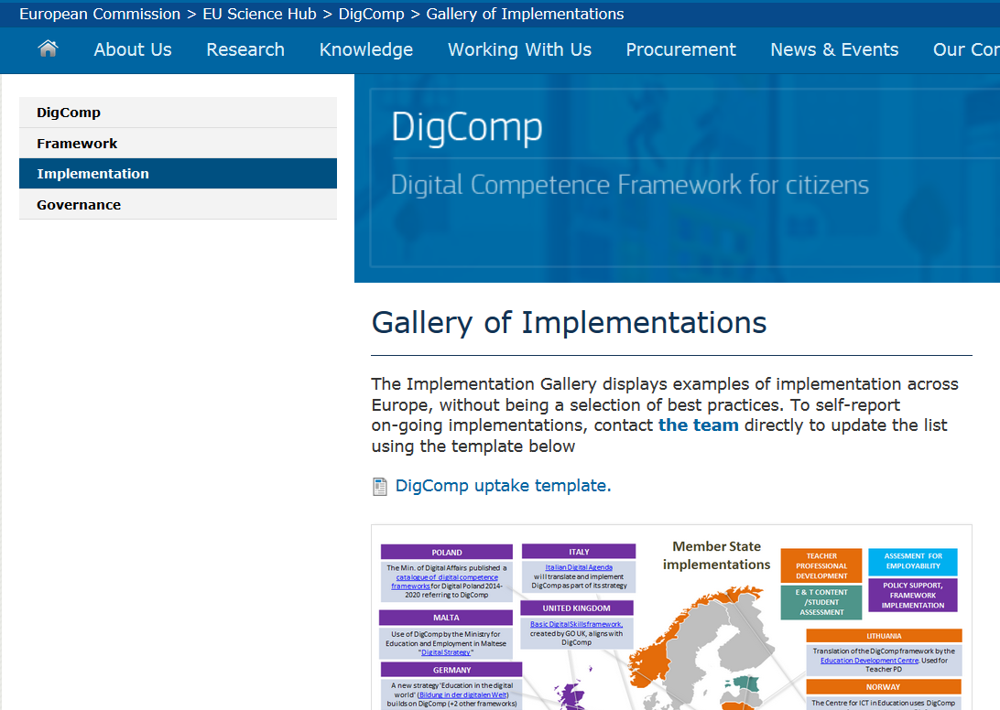 European Commission > EU Science Hub > DigComp > Gallery of Implementations
About Us Research Knowledge Working With Us Procurement News & Events Our Cor
DigComp
Framework
Implementation
Governance
DigComp
Digital Competence Framework for citizens
Gallery of Implementations
The Implementation Gallery displays examples of implementation across
Europe, without being a selection of best practices. To self-report
on-going implementations, contact the team directly to update the list
using the template below
DigComp uptake template.
POLAND
The Min. of Digital Affairs published a
catalogue of digital competence
frameworks for Digital Poland 2014-
2020 referring to DigComp
MALTA
Use of DigComp by the Ministry for
Education and Employment in Maltese
"Digital Strategy"
GERMANY
A new strategy 'Education in the digital
world' (Bildung in der digitalen Welt)
builds on DigComp (+2 other frameworks)
ITALY
Italian Digital Agenda
will translate and implement
DigComp as part of its strategy
UNITED KINGDOM
Basic Digital Skills framework,
created by GO UK, aligns with
DigComp
Member State
implementations
TEACHER
PROFESSIONAL
DEVELOPMENT
ASSESMENT FOR
EMPLOYABILITY
E & T CONTENT
/STUDENT
ASSESSMENT
POLICY SUPPORT,
FRAMEWORK
IMPLEMENTATION
LITHUANIA
Translation of the DigComp framework by the
Education Development Centre. Used for
Teacher PD
NORWAY
The Centre for ICT in Education uses DigComp